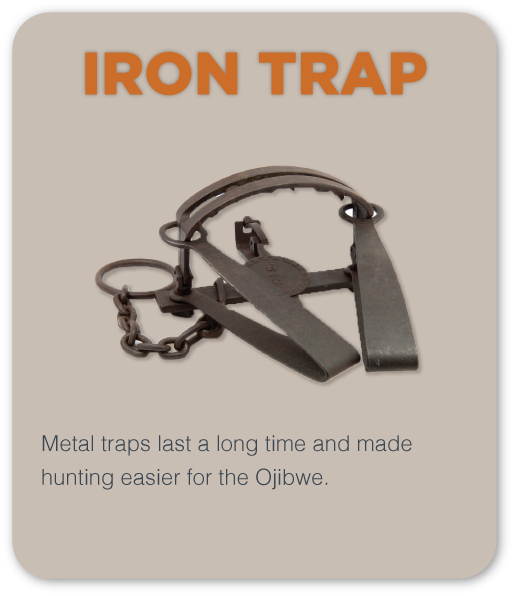 IRON TRAP
Metal traps last a long time and made
hunting easier for the Ojibwe.